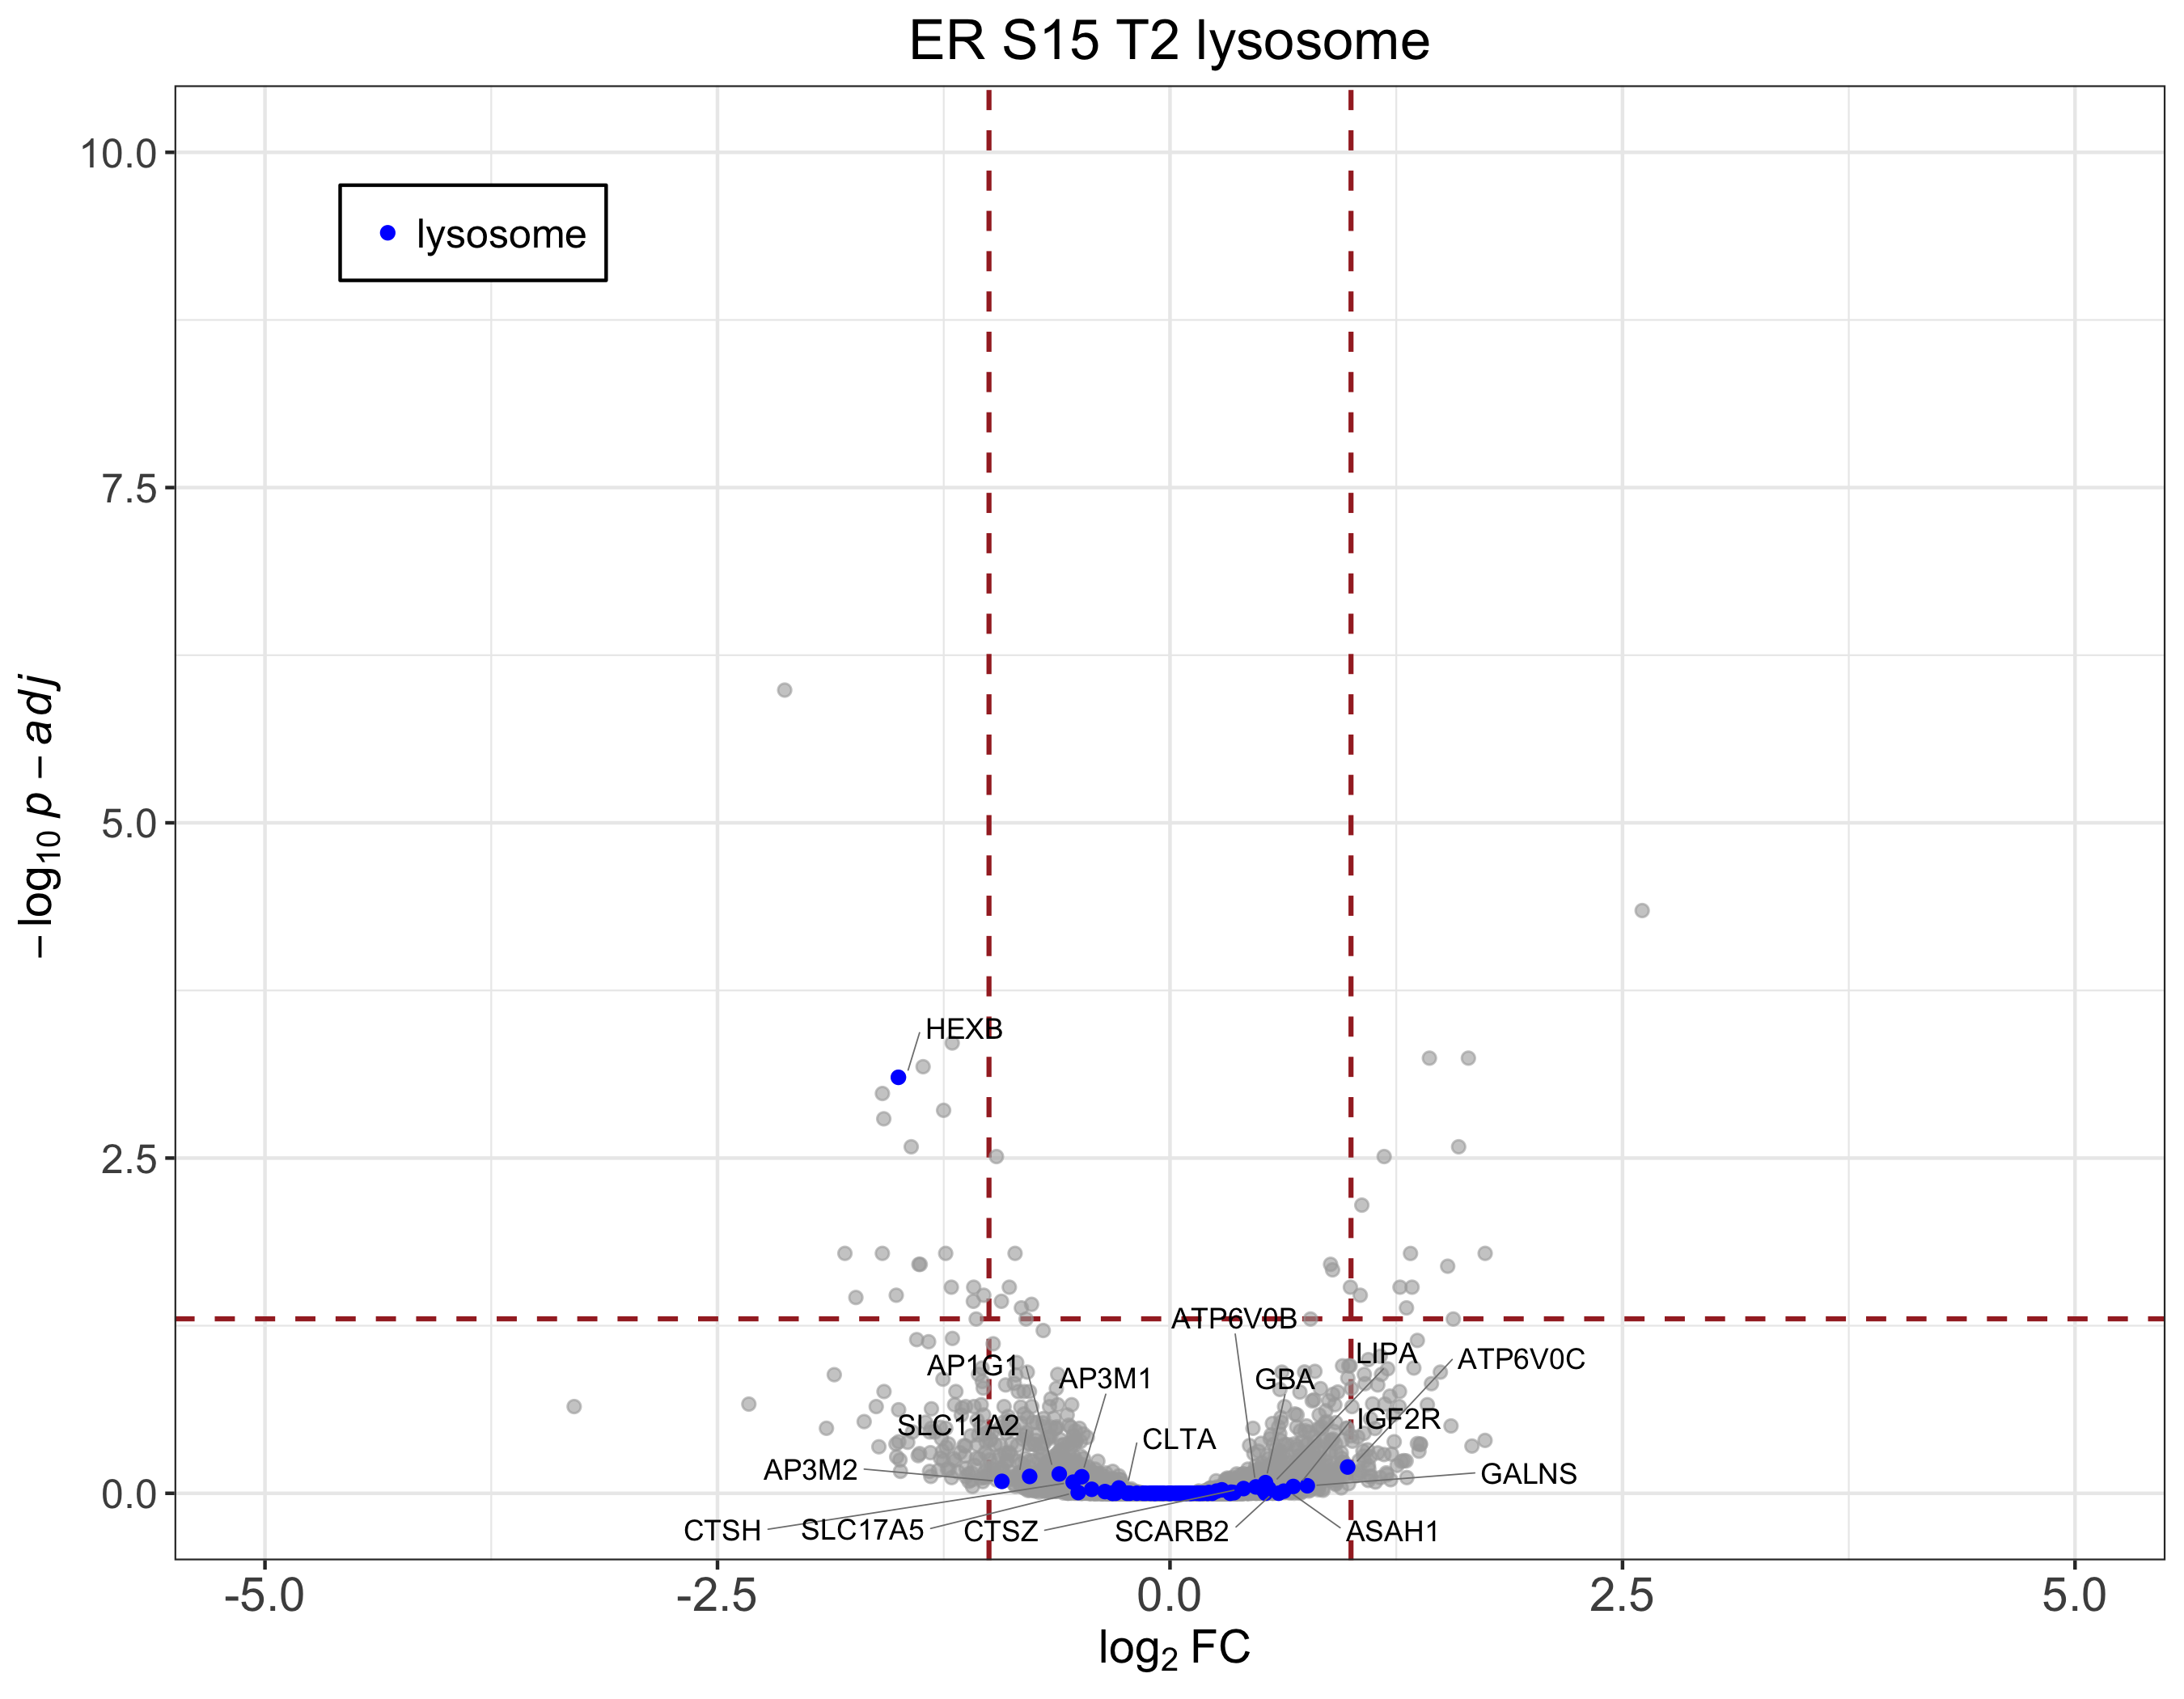 ER S15 T2 lysosome
10.0
7.5
5.0
2.5
0.0
−log10 p − adj
lysosome
HEXB
ATP6V0B
LIPA
ATP6V0C
AP1G1
AP3M1
GBA
SLC11A2
CLTA
IGF2R
AP3M2
GALNS
CTSH
SLC17A5
CTSZ
SCARB2
ASAH1
-5.0
-2.5
0.0
2.5
5.0
log2 FC